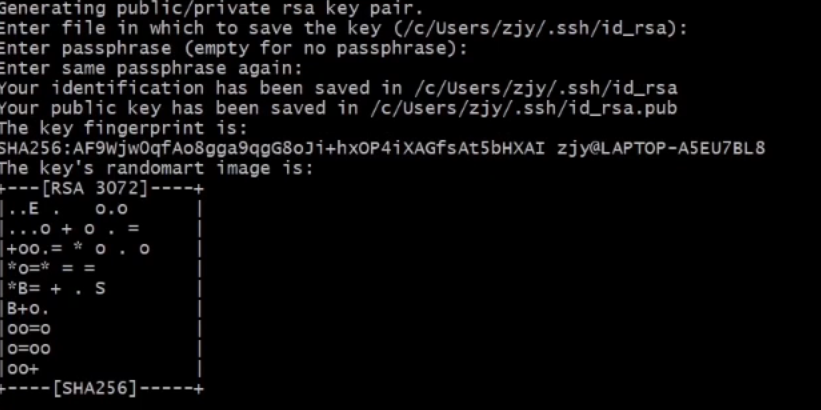 Generating public/private rsa key pair.
Enter file in which to save the key (/c/Users/zjy/.ssh/id_rsa):
Enter passphrase (empty for no passphrase):
Enter same passphrase again:
Your identification has been saved in /c/Users/zjy/.ssh/id_rsa
Your public key has been saved in /c/Users/zjy/.ssh/id_rsa.pub
The key fingerprint is:
SHA256:AF9WjwOqfAo8gga9qgG8oJi+hxOP4iXAGfsAt5bHXAI zjy@LAPTOP-A5EU7BL8
The key's randomart image is:
+---[RSA 3072]----+
|..E .   o.o      |
|...o + o . =     |
|+oo.= * o . o    |
|*o=* = =         |
|*B= + . S        |
|B+o.             |
|oo=o             |
|o=oo             |
|oo+              |
+----[SHA256]-----+